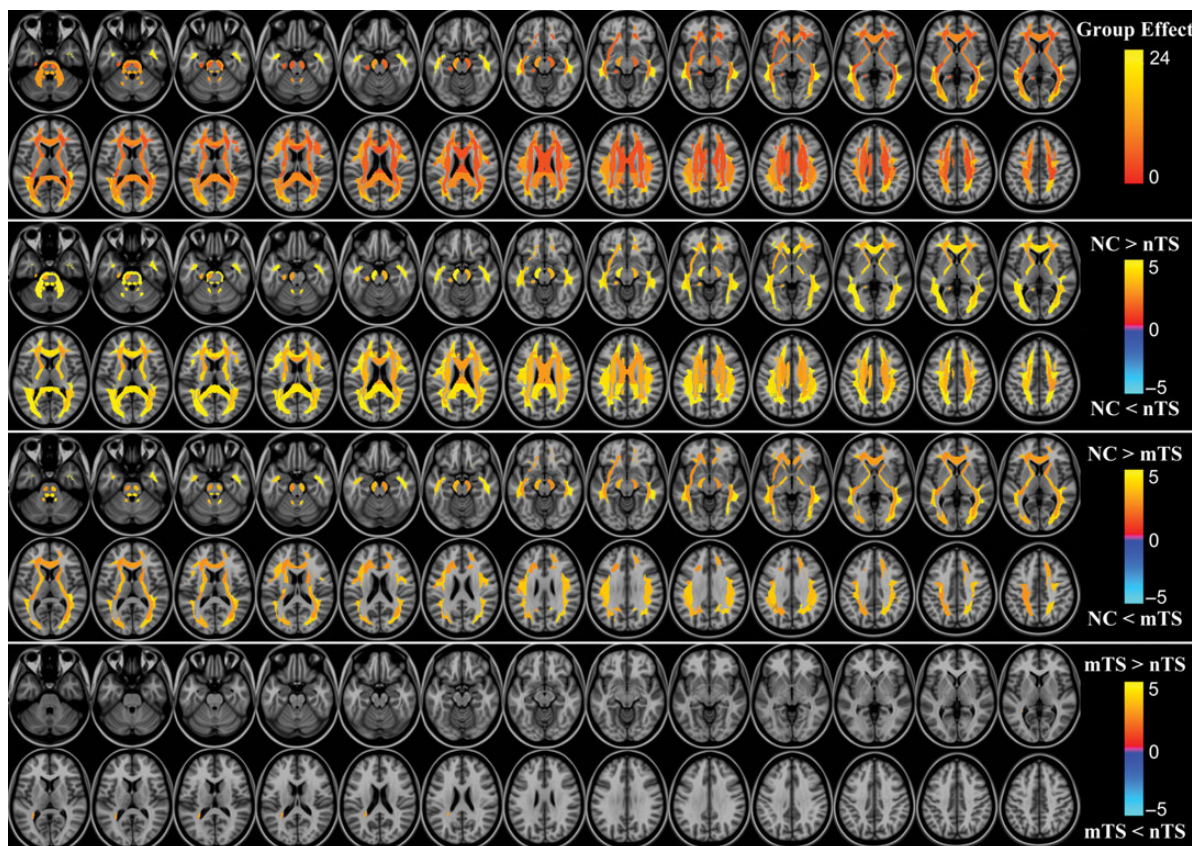 Group Effect
24
0
NC > nTS
5
0
−5
NC < nTS
NC > mTS
5
0
−5
NC < mTS
mTS > nTS
5
0
−5
mTS < nTS